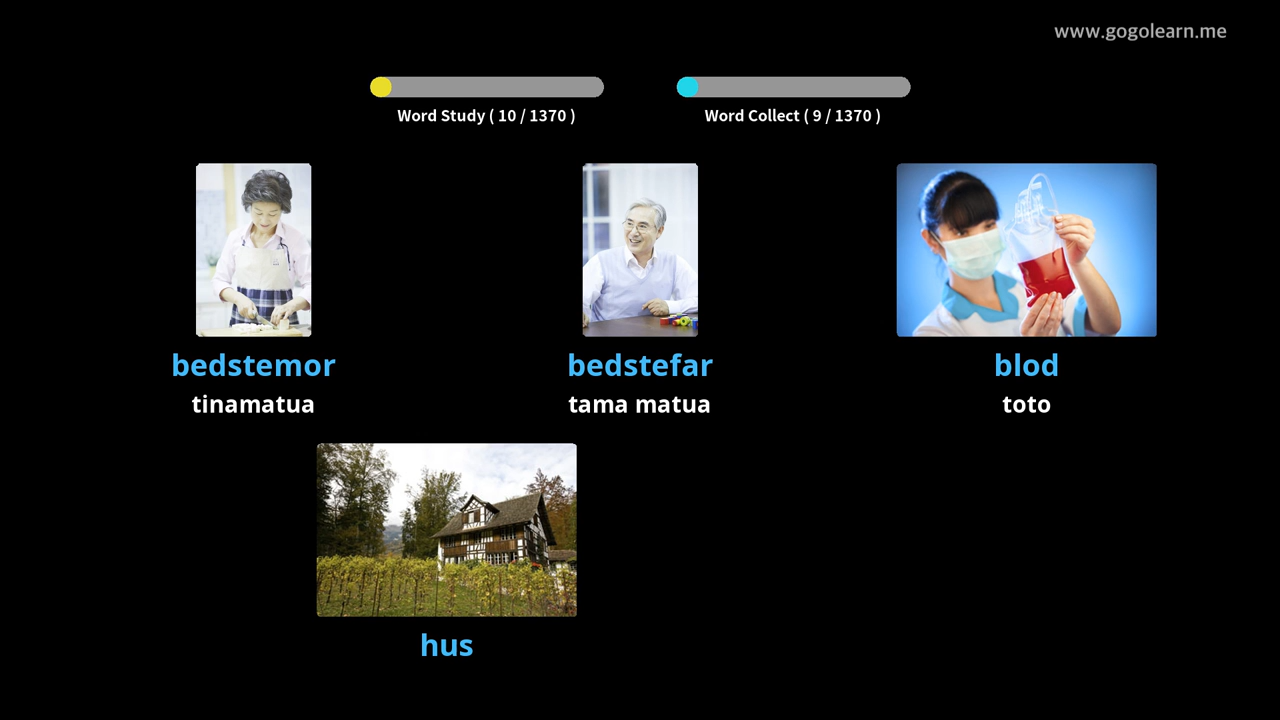 www.gogolearn.me
Word Study ( 10 / 1370 )
Word Collect ( 9 / 1370 )
bedstemor
tinamatua
bedstefar
tama matua
blod
toto
hus